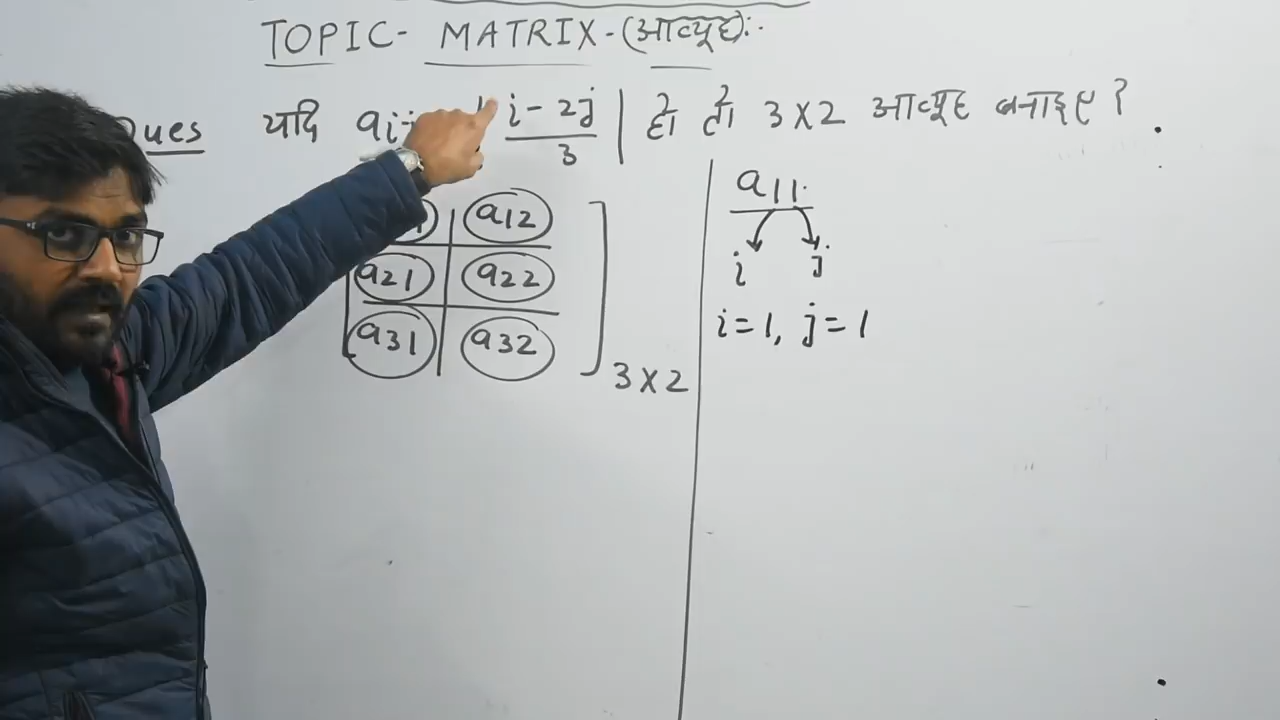 TOPIC- MATRIX-(आव्यूह):-
Ques यदि aij i-2j/3 | हो तो 3X2 आव्यूह बनाइए?
a12
a21 a22
a31 a32
3X2
a11
i j
i=1, j=1